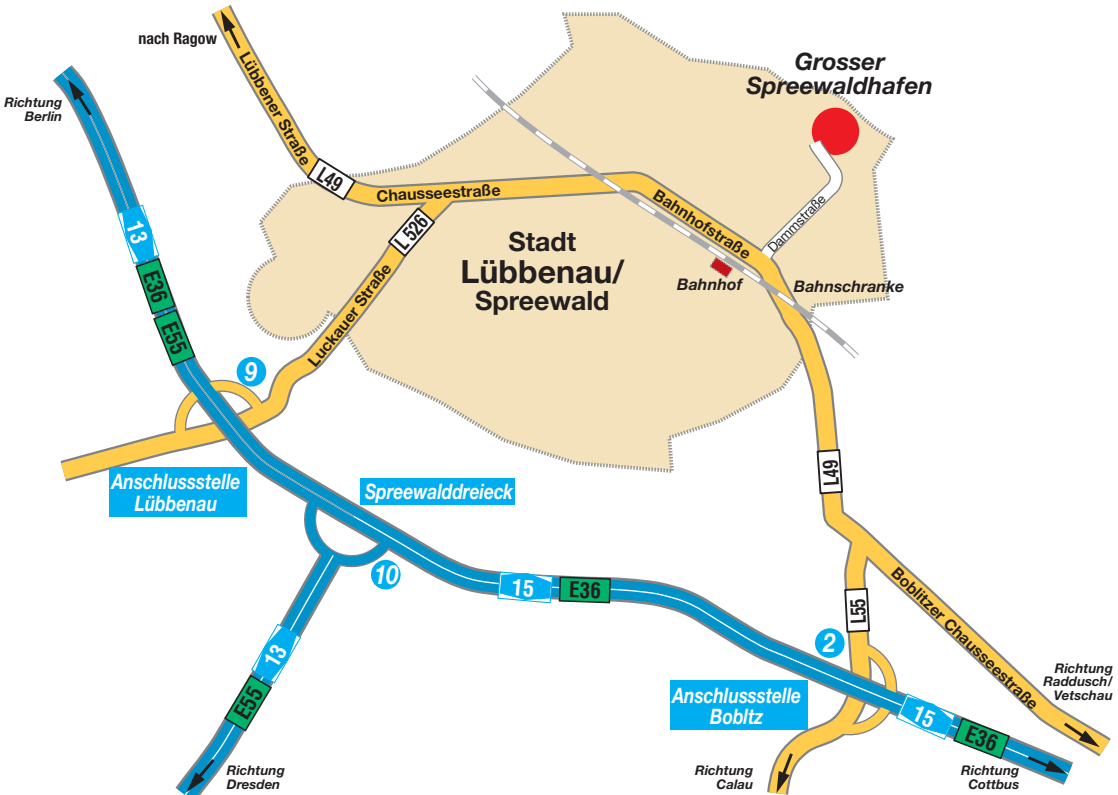 nach Ragow
Lübbener Straße
Grosser
Spreewaldhafen
Richtung
Berlin
L49
Chausseestraße
Bahnhofstraße
Dammstraße
L 526
13
E36
E55
Stadt
Lübbenau/
Spreewald
Bahnhof
Bahnschranke
Luckauer Straße
9
Anschlussstelle
Lübbenau
Spreewalddreieck
L49
10
15
E36
Boblitzer Chausseestraße
L55
2
13
E55
Anschlussstelle
Bobltz
15
E36
Richtung
Raddusch/
Vetschau
Richtung
Dresden
Richtung
Calau
Richtung
Cottbus